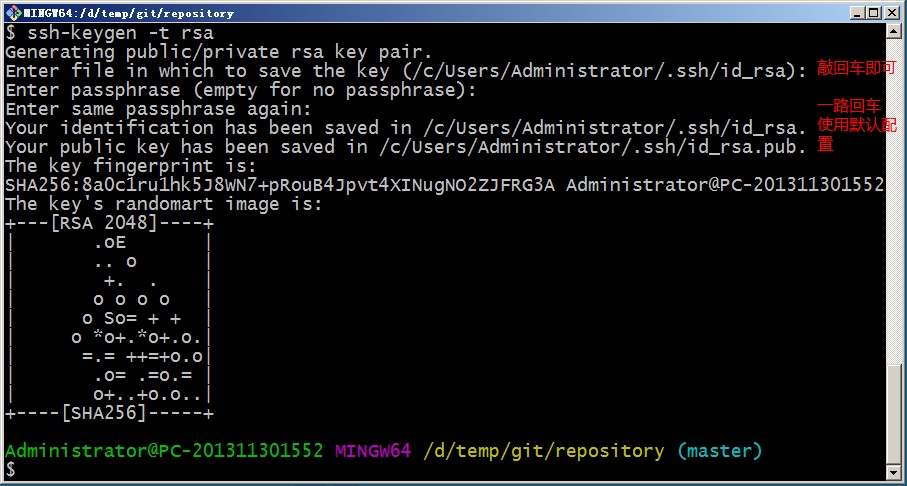 MINGW64:/d/temp/git/repository
$ ssh-keygen -t rsa
Generating public/private rsa key pair.
Enter file in which to save the key (/c/Users/Administrator/.ssh/id_rsa): 敲回车即可
Enter passphrase (empty for no passphrase):
Enter same passphrase again: 一路回车
Your identification has been saved in /c/Users/Administrator/.ssh/id_rsa. 使用默认配
Your public key has been saved in /c/Users/Administrator/.ssh/id_rsa.pub. 置
The key fingerprint is:
SHA256:8a0c1ru1hk5J8WN7+pRouB4Jpvt4XINugNO2ZJFRG3A Administrator@PC-201311301552
The key's randomart image is:
+---[RSA 2048]----+
|       .oE       |
|       .. o      |
|        +.  .    |
|       o o o o   |
|      o So= + +  |
|     o *o+.*o+.o.|
|      =.= ++=+o.o|
|       .o= .=o.= |
|       o+..+o.o..|
+----[SHA256]-----+
Administrator@PC-201311301552 MINGW64 /d/temp/git/repository (master)
$